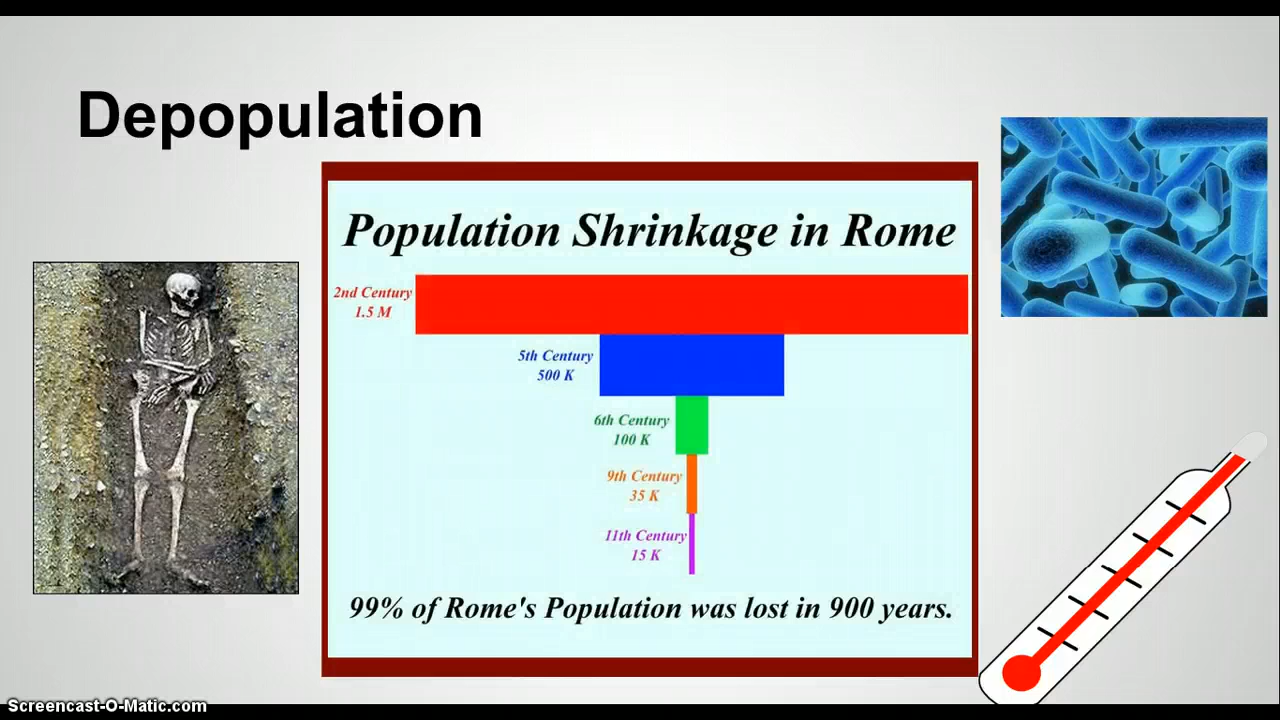 Depopulation
Population Shrinkage in Rome
2nd Century
1.5 M
5th Century
500 K
6th Century
100 K
9th Century
35 K
11th Century
15 K
99% of Rome's Population was lost in 900 years.
Screencast-O-Matic.com